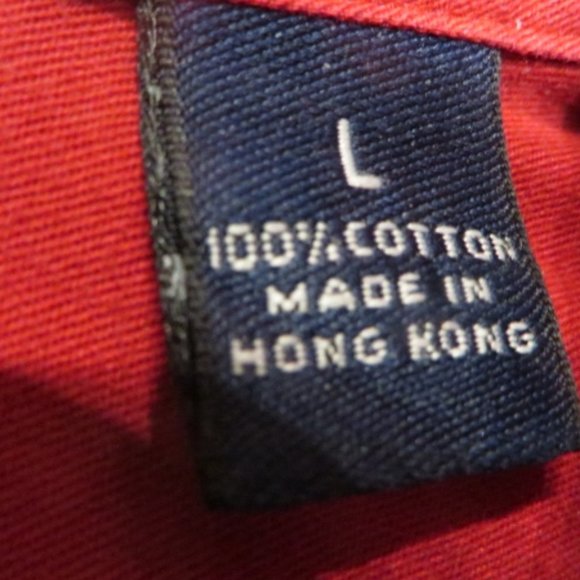 L
100% COTTON
MADE IN
HONG KONG